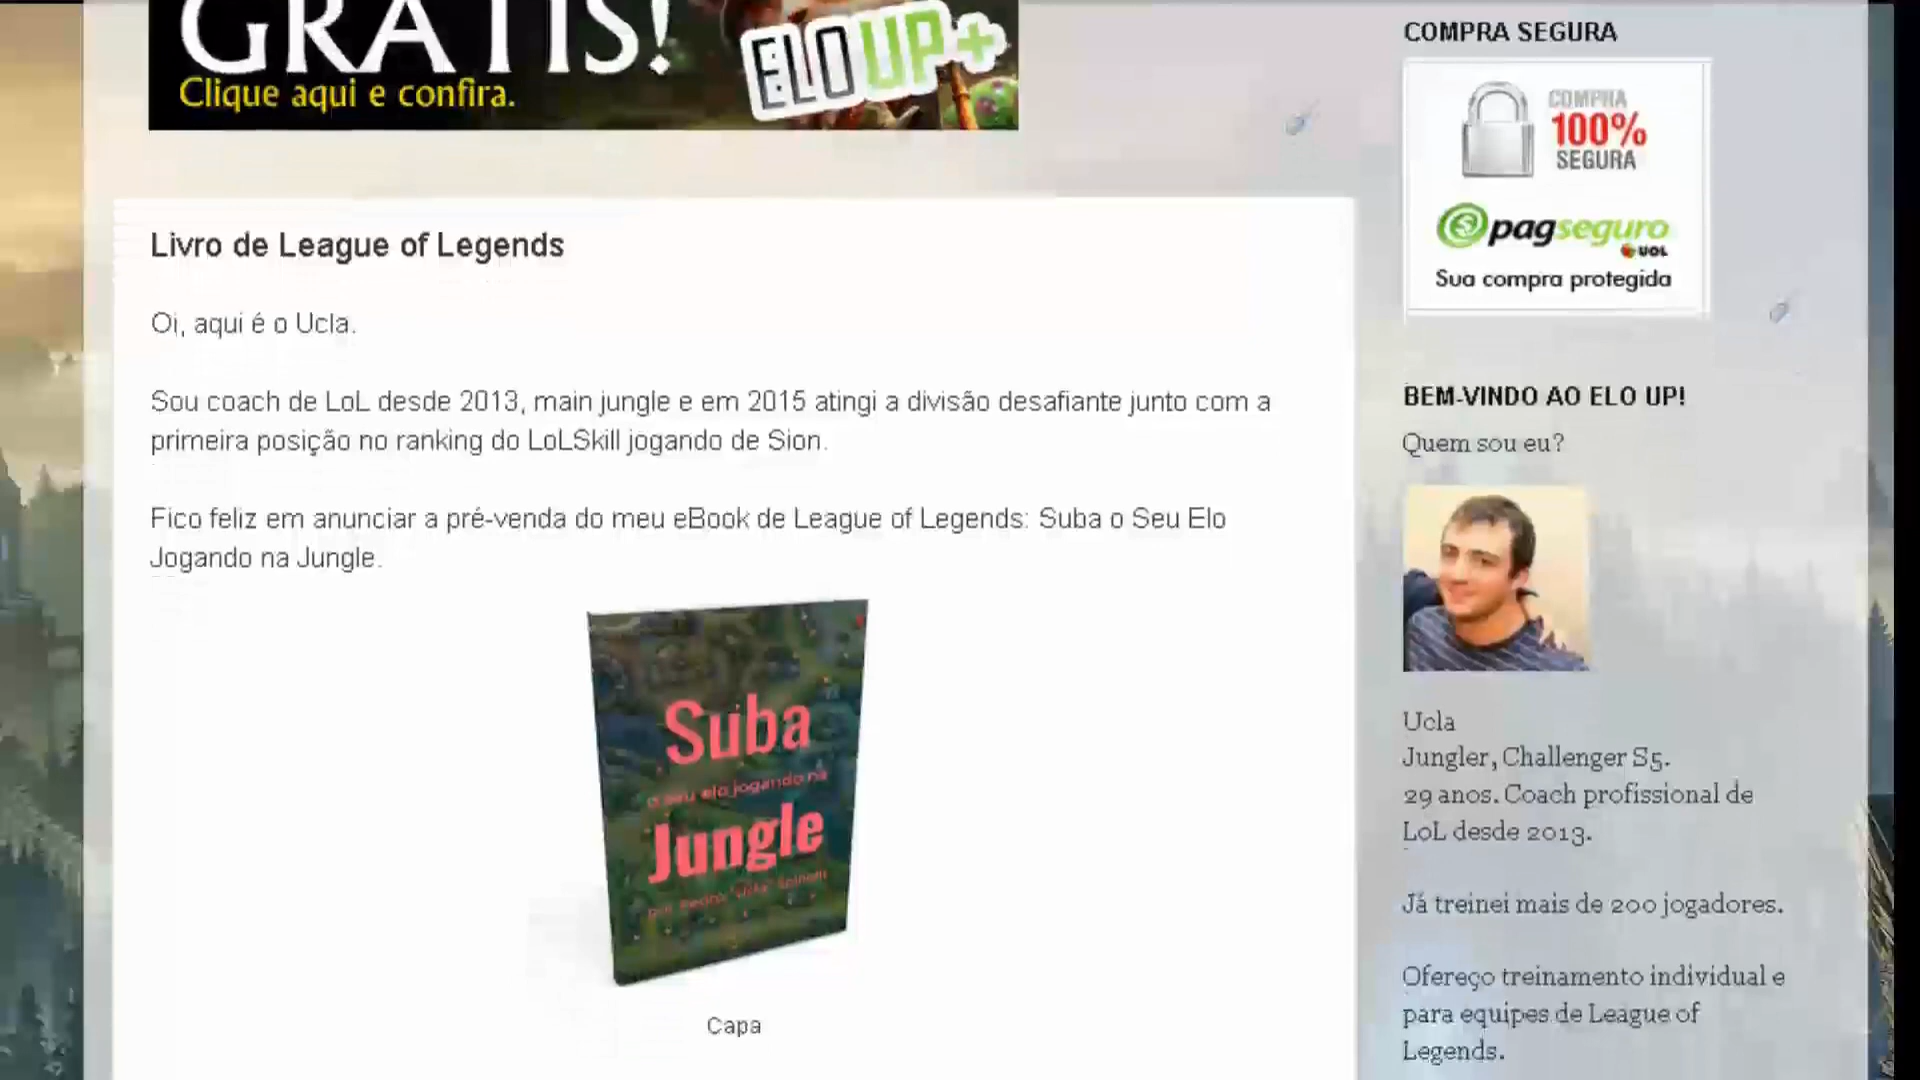 GRÁTIS!
Clique aqui e confira.
ELO UP+
Livro de League of Legends
Oi, aqui é o Ucla.
Sou coach de LoL desde 2013, main jungle e em 2015 atingi a divisão desafiante junto com a
primeira posição no ranking do LoLSkill jogando de Sion.
Fico feliz em anunciar a pré-venda do meu eBook de League of Legends: Suba o Seu Elo
Jogando na Jungle.
Suba
o seu elo jogando na
Jungle
por Pedro "Ucla"
Capa
COMPRA SEGURA
COMPRA
100%
SEGURA
pagseguro
UOL
Sua compra protegida
BEM-VINDO AO ELO UP!
Quem sou eu?
Ucla
Jungler, Challenger S5.
29 anos. Coach profissional de
LoL desde 2013.
Já treinei mais de 200 jogadores.
Ofereço treinamento individual e
para equipes de League of
Legends.